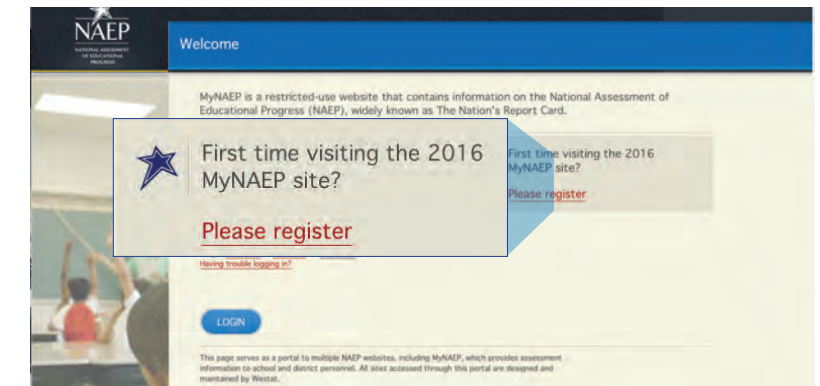 NAEP
NATIONAL ASSESSMENT
OF EDUCATIONAL
PROGRESS
Welcome
MyNAEP is a restricted-use website that contains information on the National Assessment of
Educational Progress (NAEP), widely known as The Nation's Report Card.
First time visiting the 2016
MyNAEP site?
Please register
First time visiting the 2016
MyNAEP site?
Please register
Having trouble logging in?
LOGIN
This page serves as a portal to multiple NAEP websites, including MyNAEP, which provides assessment
information to school and district personnel. All sites accessed through this portal are designed and
maintained by Westat.